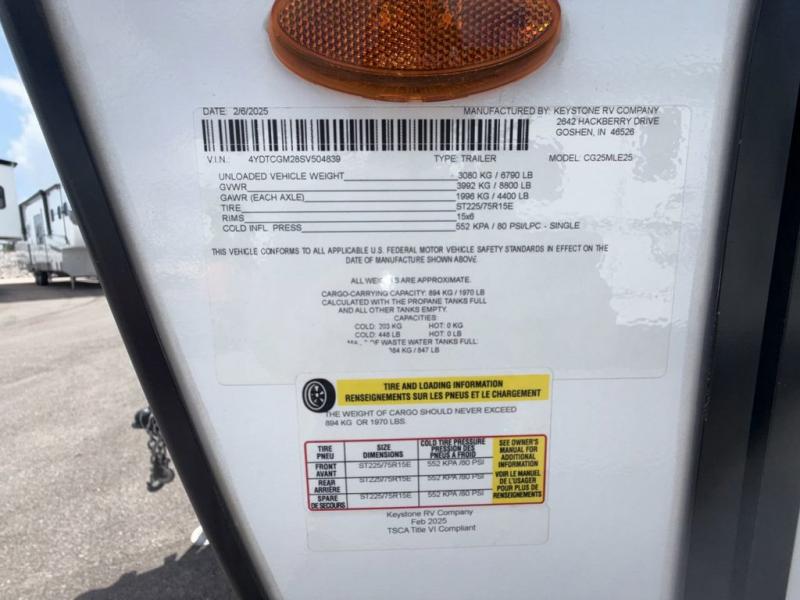 DATE: 2/6/2025 MANUFACTURED BY: KEYSTONE RV COMPANY
2642 HACKBERRY DRIVE
GOSHEN, IN 46526
V.I.N.: 4YDTCGM28SV504839 TYPE: TRAILER MODEL: CG25MLE25
UNLOADED VEHICLE WEIGHT 3080 KG / 6790 LB
GVWR 3992 KG / 8800 LB
GAWR (EACH AXLE) 1996 KG / 4400 LB
TIRE ST225/75R15E
RIMS 15x6
COLD INFL. PRESS 552 KPA / 80 PSI/LPC - SINGLE
THIS VEHICLE CONFORMS TO ALL APPLICABLE U.S. FEDERAL MOTOR VEHICLE SAFETY STANDARDS IN EFFECT ON THE
DATE OF MANUFACTURE SHOWN ABOVE.
ALL ARE APPROXIMATE.
CARGO-CARRYING CAPACITY: 894 KG / 1970 LB
CALCULATED WITH THE PROPANE TANKS FULL
AND ALL OTHER TANKS EMPTY.
CAPACITIES:
COLD: 203 KG HOT: 0 KG
COLD: 448 LB HOT: 0 LB
OF WASTE WATER TANKS FULL:
384 KG / 847 LB
TIRE AND LOADING INFORMATION
RENSEIGNEMENTS SUR LES PNEUS ET LE CHARGEMENT
THE WEIGHT OF CARGO SHOULD NEVER EXCEED
894 KG OR 1970 LBS.
TIRE
PNEU
SIZE
DIMENSIONS
COLD TIRE PRESSURE
PRESSION DES
PNEUS A FROID
SEE OWNER'S
MANUAL FOR
ADDITIONAL
INFORMATION
VOIR LE MANUEL
DE L'USAGER
POUR PLUS DE
RENSEIGNEMENTS
FRONT
AVANT
ST225/75R15E 552 KPA /80 PSI
REAR
ARRIÈRE
ST225/75R15E 552 KPA /80 PSI
SPARE
DE SECOURS
ST225/75R15E 552 KPA /80 PSI
Keystone RV Company
Feb 2025
TSCA Title VI Compliant